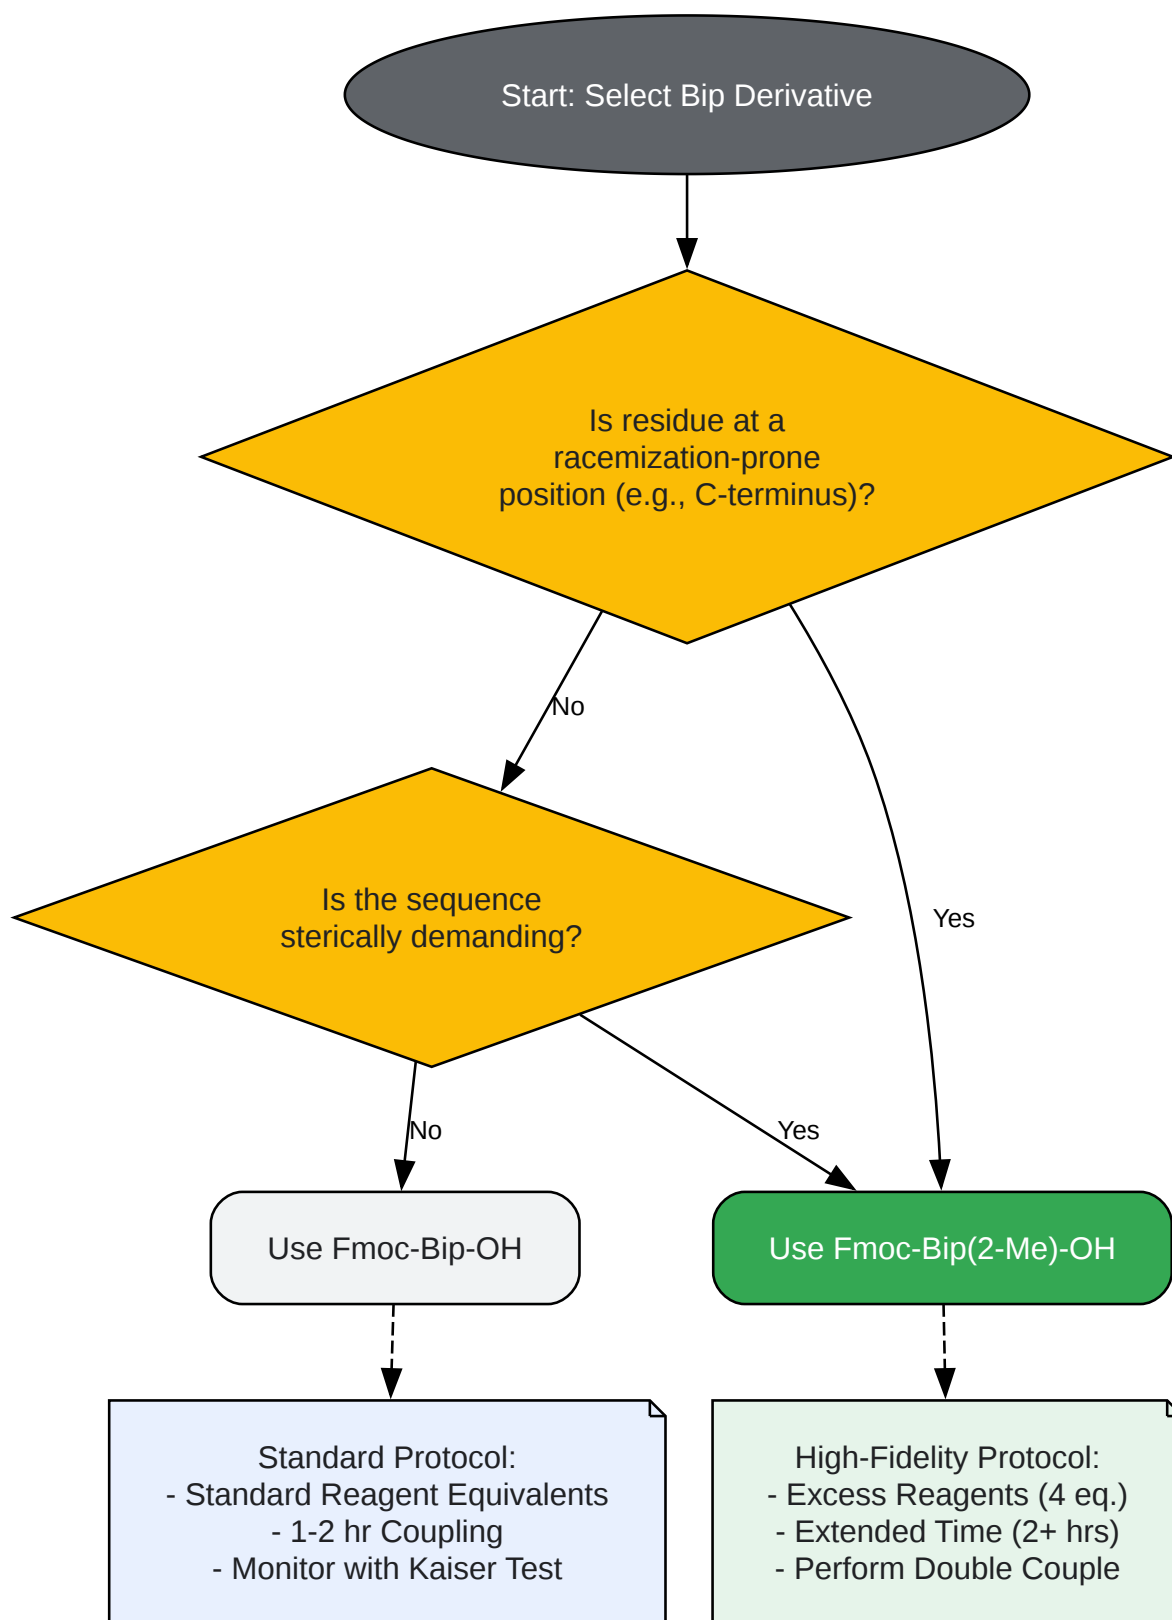 Start: Select Bip Derivative
Is residue at a
racemization-prone
position (e.g., C-terminus)?
No
Is the sequence
sterically demanding?
Yes
No
Yes
Use Fmoc-Bip-OH
Use Fmoc-Bip(2-Me)-OH
Standard Protocol:
- Standard Reagent Equivalents
- 1-2 hr Coupling
- Monitor with Kaiser Test
High-Fidelity Protocol:
- Excess Reagents (4 eq.)
- Extended Time (2+ hrs)
- Perform Double Couple